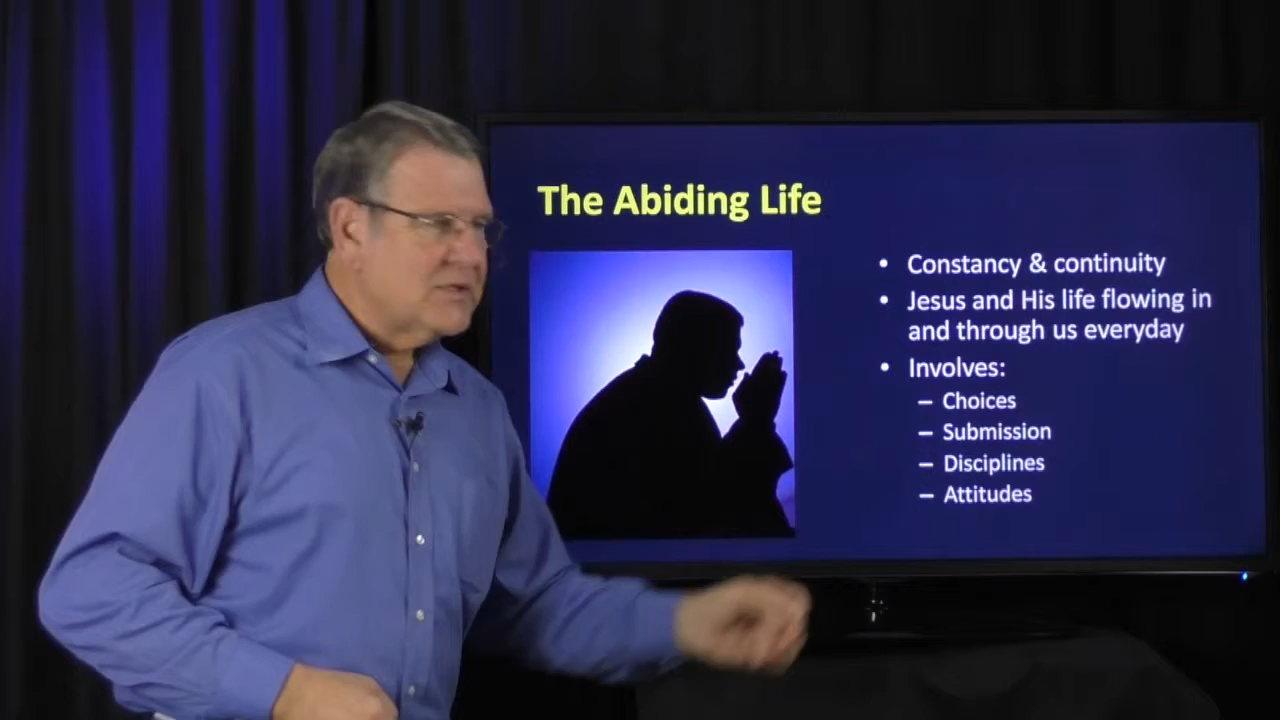 The Abiding Life
• Constancy & continuity
• Jesus and His life flowing in
and through us everyday
• Involves:
– Choices
– Submission
– Disciplines
– Attitudes